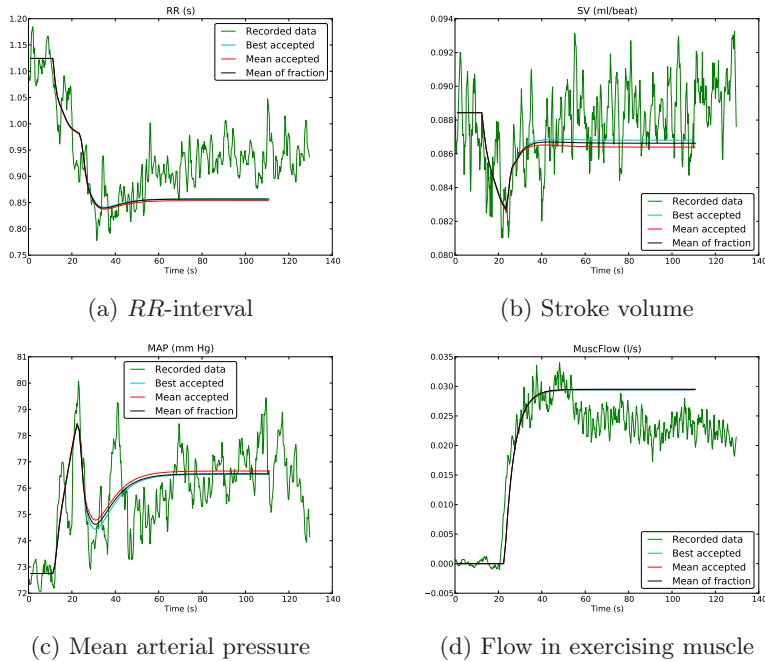 RR (s)
1.20
1.15
1.10
1.05
1.00
0.95
0.90
0.85
0.80
0.75
Recorded data
Best accepted
Mean accepted
Mean of fraction
0 20 40 60 80 100 120 140
Time (s)
(a) RR-interval
SV (ml/beat)
0.094
0.092
0.090
0.088
0.086
0.084
0.082
0.080
Recorded data
Best accepted
Mean accepted
Mean of fraction
0 20 40 60 80 100 120 140
Time (s)
(b) Stroke volume
MAP (mm Hg)
81
80
79
78
77
76
75
74
73
72
Recorded data
Best accepted
Mean accepted
Mean of fraction
0 20 40 60 80 100 120 140
Time (s)
(c) Mean arterial pressure
MuscFlow (l/s)
0.035
0.030
0.025
0.020
0.015
0.010
0.005
0.000
−0.005
Recorded data
Best accepted
Mean accepted
Mean of fraction
0 20 40 60 80 100 120 140
Time (s)
(d) Flow in exercising muscle